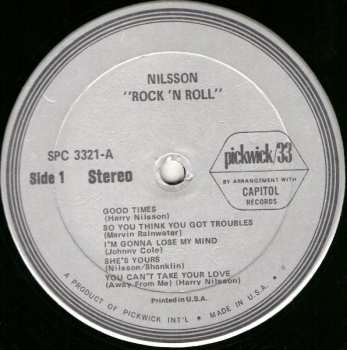 NILSSON
"ROCK 'N ROLL"
SPC 3321-A
Side 1 Stereo
pickwick/33
BY ARRANGEMENT WITH
CAPITOL
RECORDS
GOOD TIMES
(Harry Nilsson)
SO YOU THINK YOU GOT TROUBLES
(Marvin Rainwater)
I'M GONNA LOSE MY MIND
(Johnny Cole)
SHE'S YOURS
(Nilsson/Shanklin)
YOU CAN'T TAKE YOUR LOVE
(Away From Me) (Harry Nilsson)
Printed in U.S.A.
A PRODUCT OF PICKWICK INT'L. • MADE IN U.S.A.